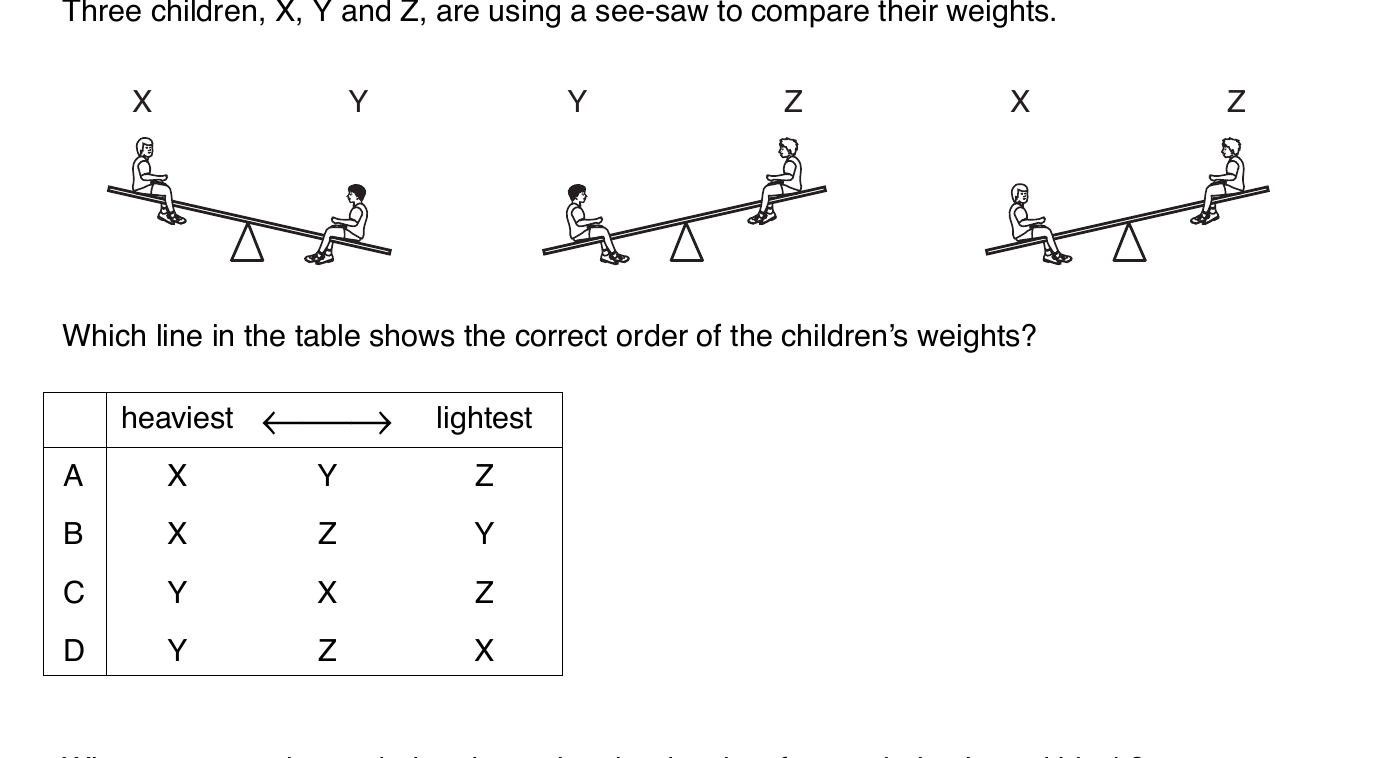 Three children, X, Y and Z, are using a see-saw to compare their weights.
X Y Y Z X Z
Which line in the table shows the correct order of the children’s weights?
heaviest lightest
A X Y Z
B X Z Y
C Y X Z
D Y Z X